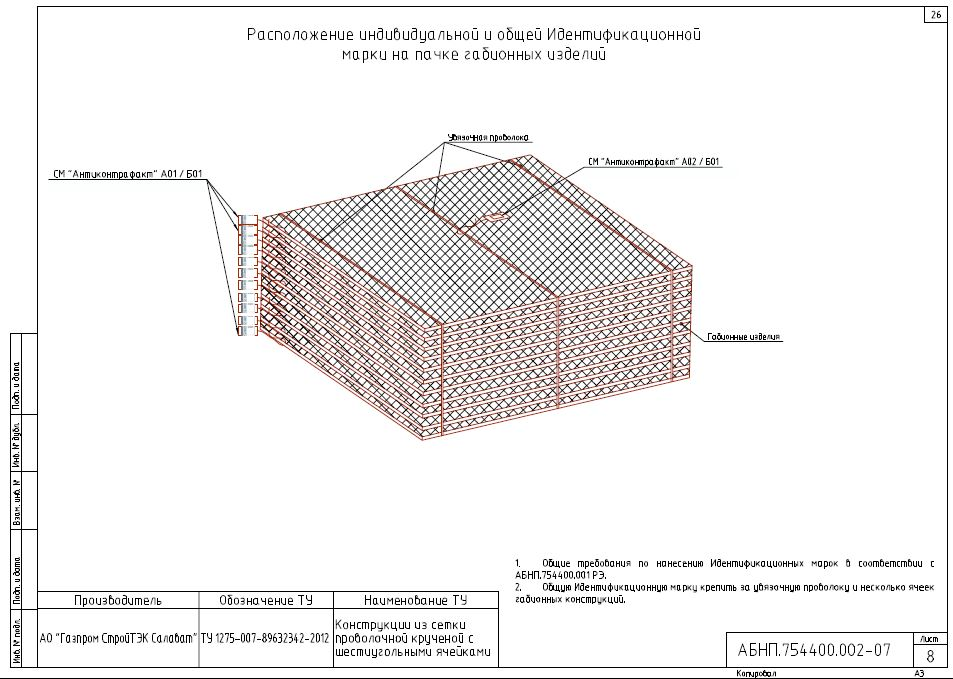 26
Расположение индивидуальной и общей Идентификационной
марки на пачке габионных изделий
Увязочная проволока
СМ "Антиконтрафакт" А02 / Б01
СМ "Антиконтрафакт" А01 / Б01
Габионные изделия
Подп. и дата
Инв. № дубл.
Взам. инв. №
Подп. и дата
Инв. № подл.
1. Общие требования по нанесению Идентификационных марок в соответствии с
АБНП.754400.001 РЭ.
2. Общую Идентификационную марку крепить за увязочную проволоку и несколько ячеек
габионных конструкций.
Производитель Обозначение ТУ Наименование ТУ
АО "Газпром СтройТЭК Салават" ТУ 1275-007-89632342-2012 Конструкции из сетки
проволочной крученой с
шестиугольными ячейками
АБНП.754400.002-07
Лист
8
Копировал А3